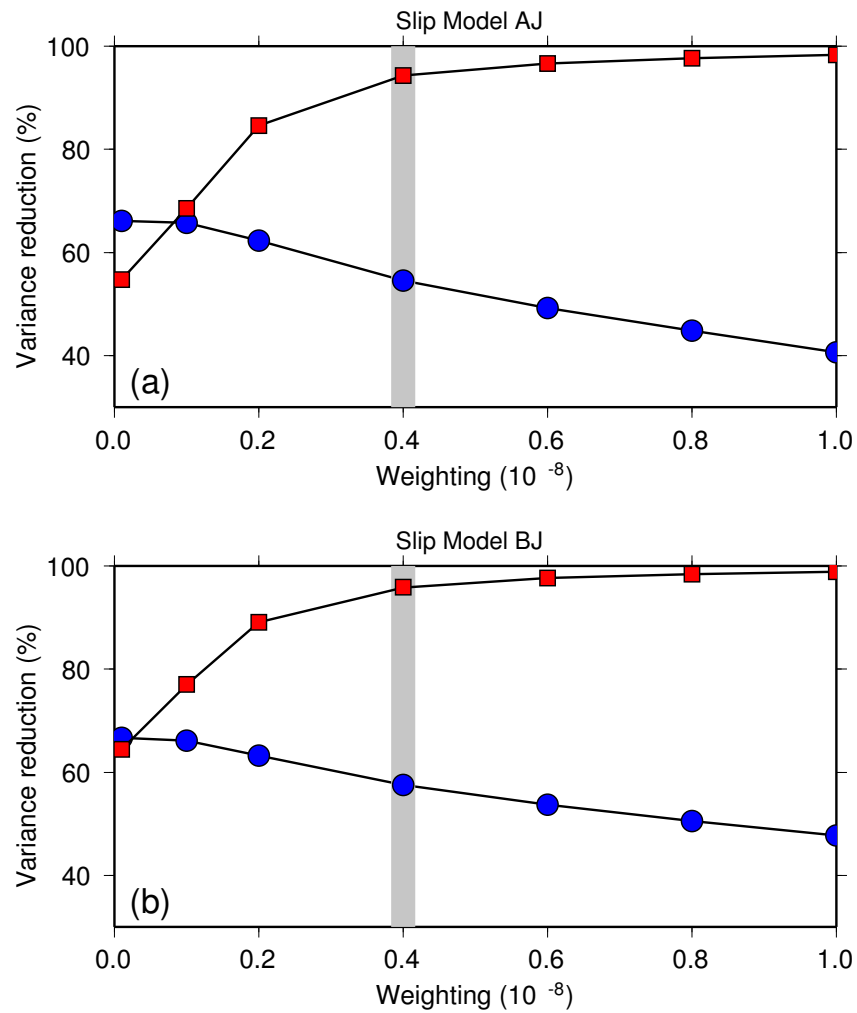 Slip Model AJ
100
80
60
40
Variance reduction (%)
(a)
0.0 0.2 0.4 0.6 0.8 1.0
Weighting (10 -8)
Slip Model BJ
100
80
60
40
Variance reduction (%)
(b)
0.0 0.2 0.4 0.6 0.8 1.0
Weighting (10 -8)